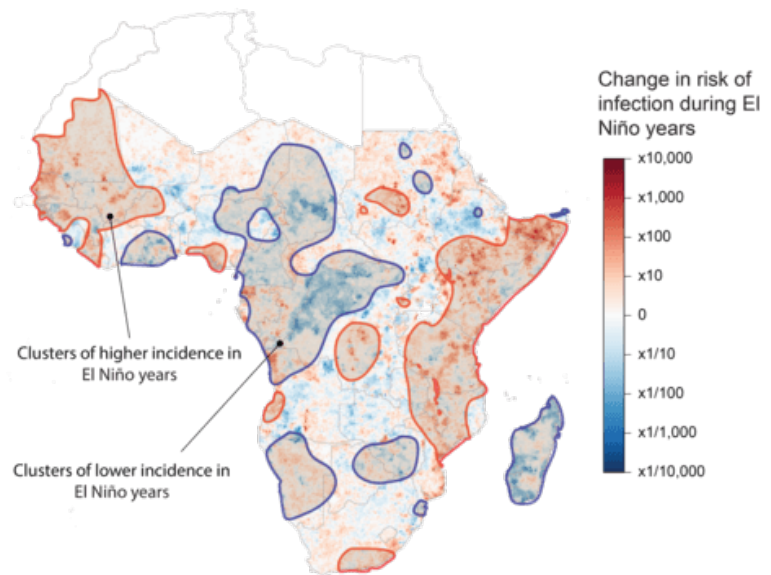 Change in risk of
infection during El
Niño years
x10,000
x1,000
x100
x10
0
x1/10
x1/100
x1/1,000
x1/10,000
Clusters of higher incidence in
El Niño years
Clusters of lower incidence in
El Niño years